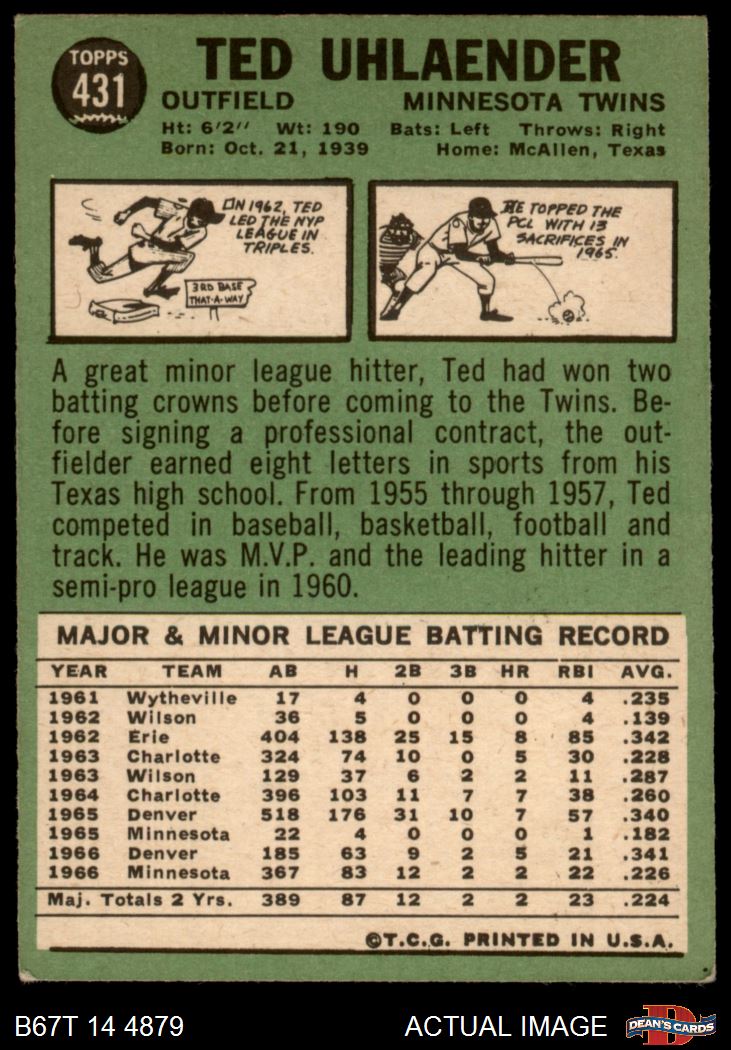 TOPPS
431
TED UHLAENDER
OUTFIELD MINNESOTA TWINS
Ht: 6'2" Wt: 190 Bats: Left Throws: Right
Born: Oct. 21, 1939 Home: McAllen, Texas
IN 1962, TED
LED THE NYP
LEAGUE IN
TRIPLES.
3RD BASE
THAT-A-WAY
HE TOPPED THE
PCL WITH 13
SACRIFICES IN
1965.
A great minor league hitter, Ted had won two
batting crowns before coming to the Twins. Be-
fore signing a professional contract, the out-
fielder earned eight letters in sports from his
Texas high school. From 1955 through 1957, Ted
competed in baseball, basketball, football and
track. He was M.V.P. and the leading hitter in a
semi-pro league in 1960.
MAJOR & MINOR LEAGUE BATTING RECORD
YEAR TEAM AB H 2B 3B HR RBI AVG.
1961 Wytheville 17 4 0 0 0 4 .235
1962 Wilson 36 5 0 0 0 4 .139
1962 Erie 404 138 25 15 8 85 .342
1963 Charlotte 324 74 10 0 5 30 .228
1963 Wilson 129 37 6 2 2 11 .287
1964 Charlotte 396 103 11 7 7 38 .260
1965 Denver 518 176 31 10 7 57 .340
1965 Minnesota 22 4 0 0 0 1 .182
1966 Denver 185 63 9 2 5 21 .341
1966 Minnesota 367 83 12 2 2 22 .226
Maj. Totals 2 Yrs. 389 87 12 2 2 23 .224
©T.C.G. PRINTED IN U.S.A.
B67T 14 4879 ACTUAL IMAGE
D
DEAN'S CARDS